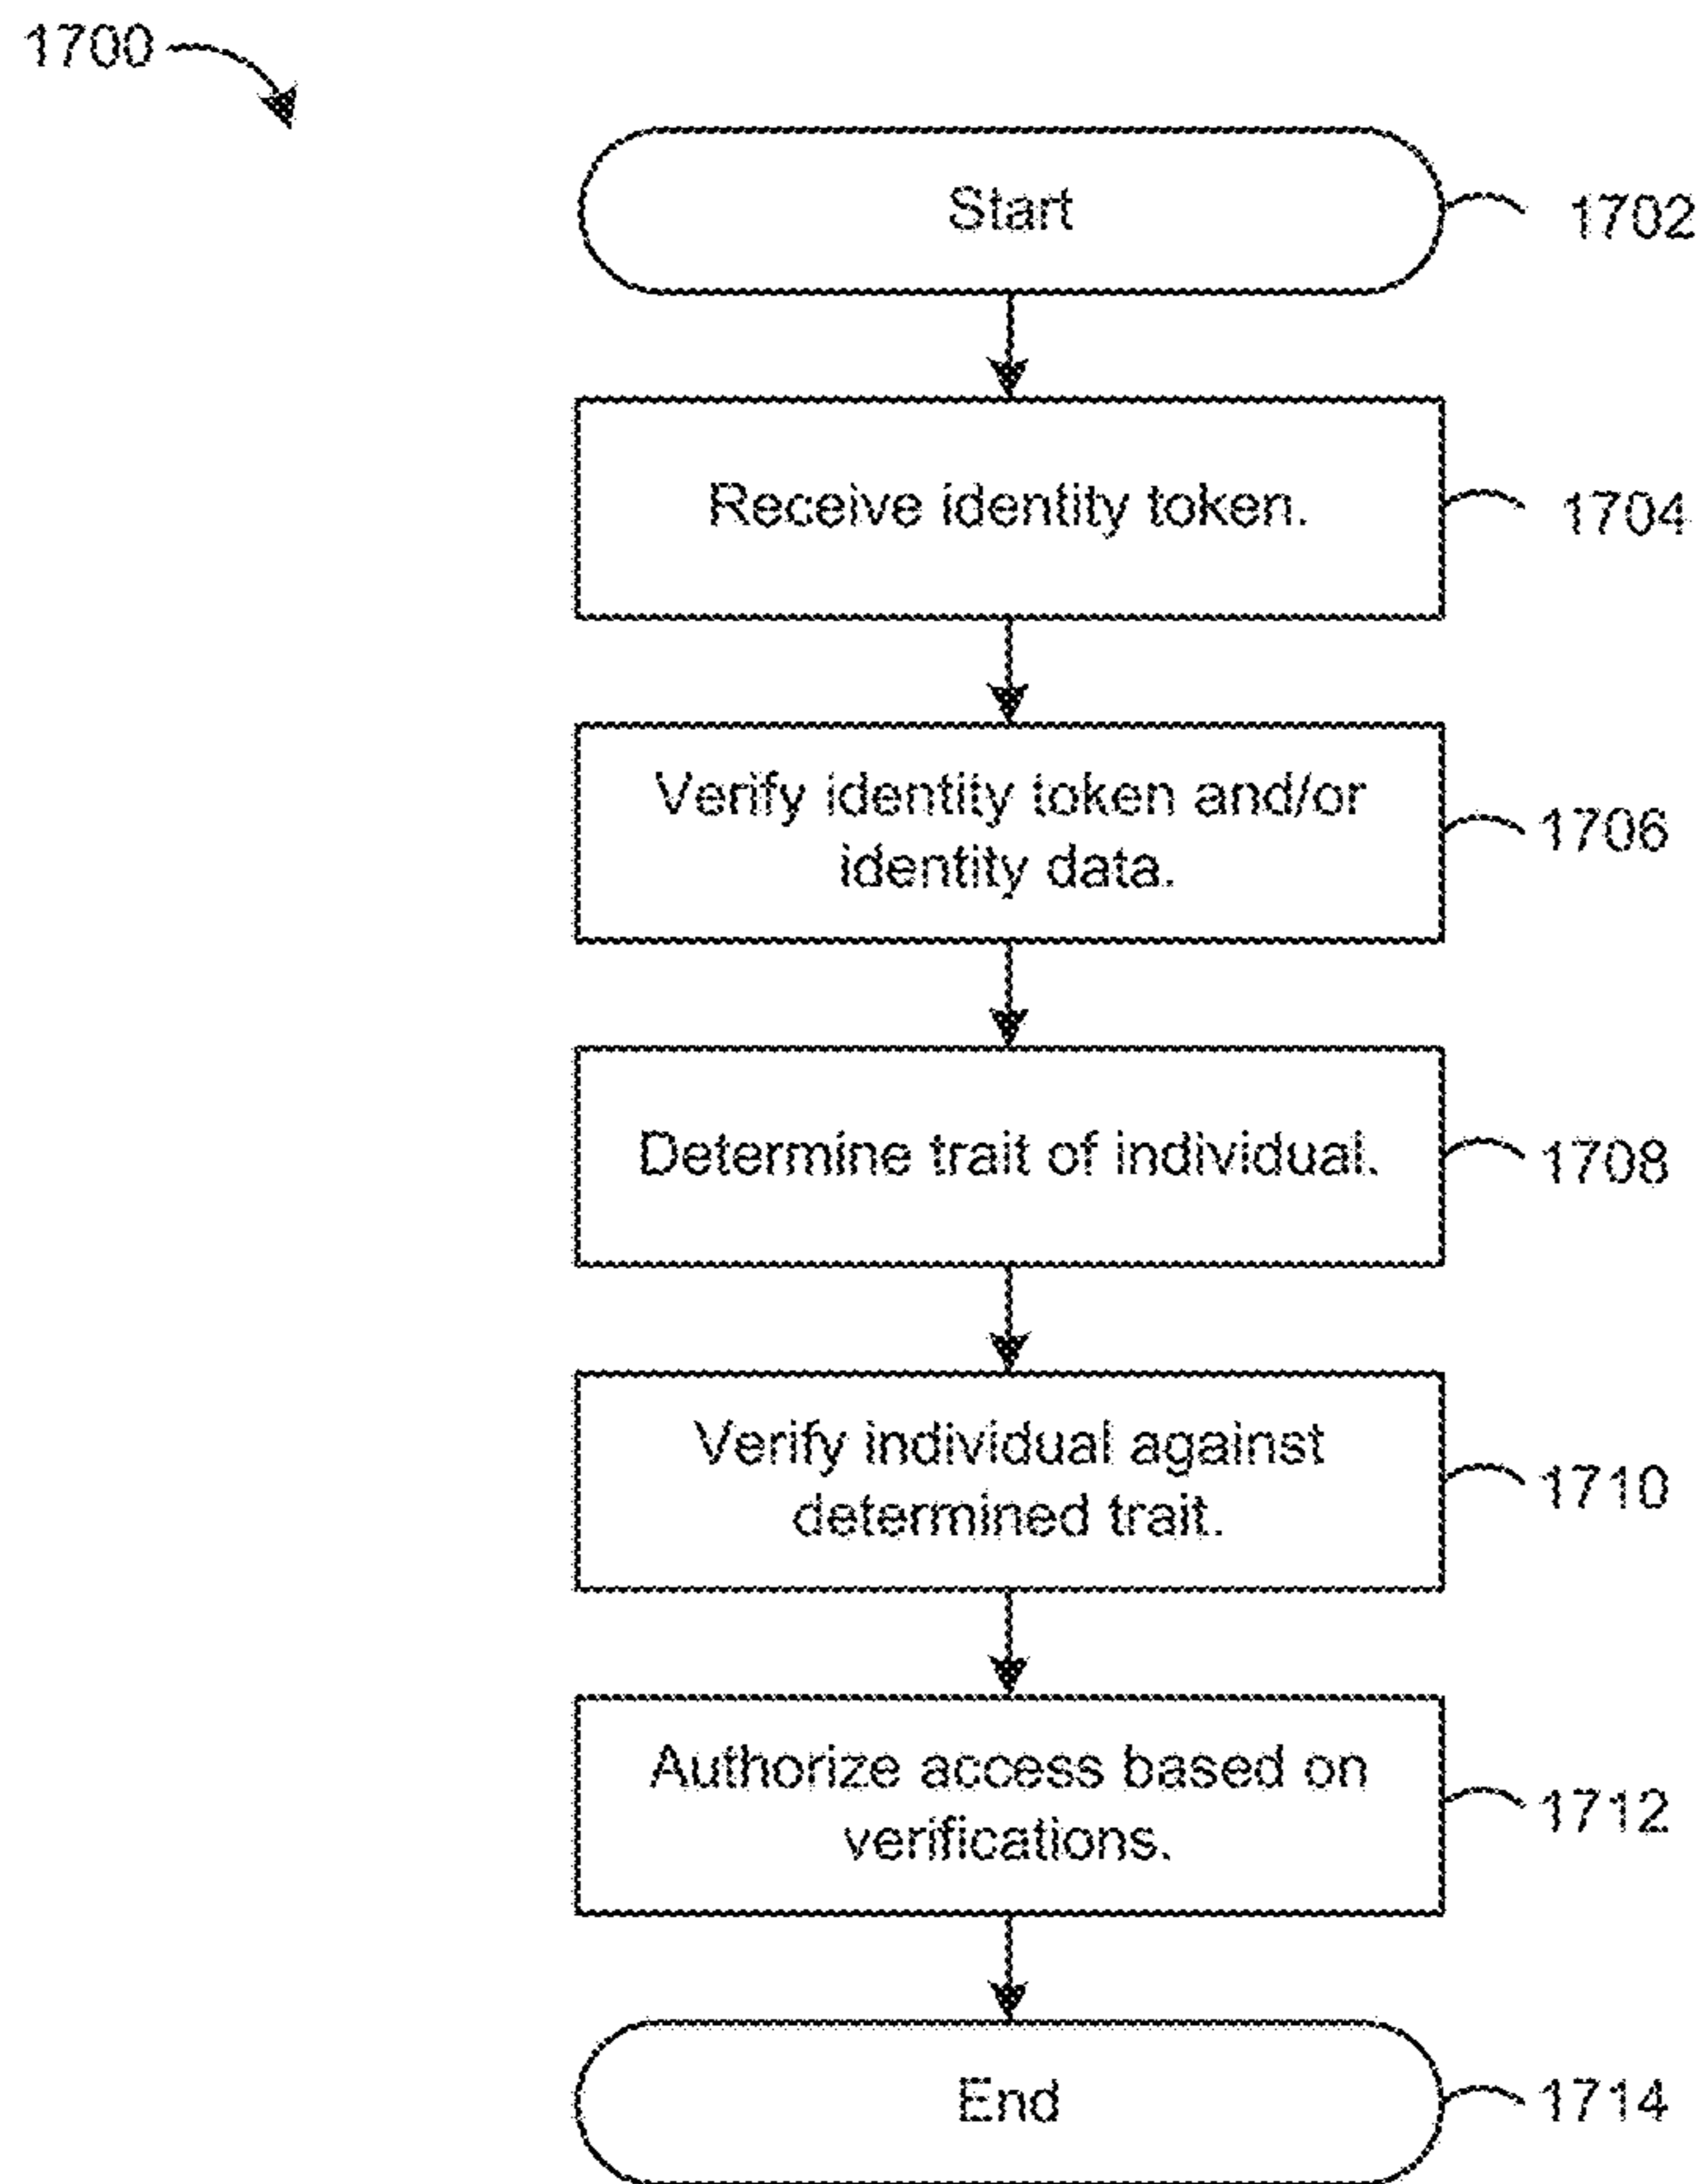 1700
Start
1702
Receive identity token.
1704
Verify identity token and/or
identity data.
1706
Determine trait of individual.
1708
Verify individual against
determined trait.
1710
Authorize access based on
verifications.
1712
End
1714